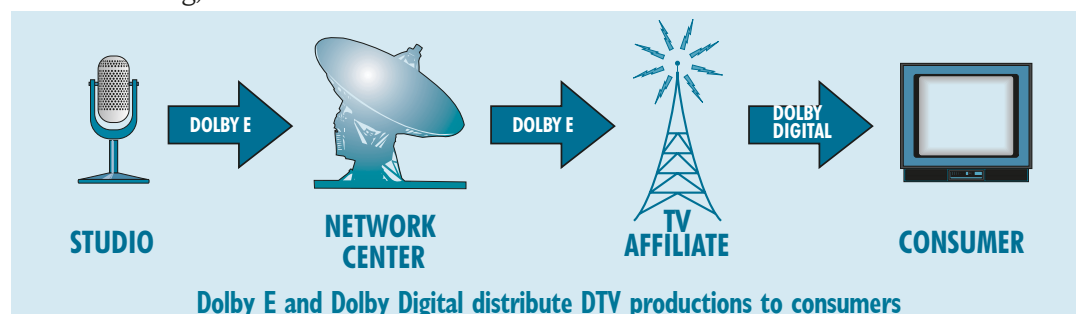 DOLBY E
DOLBY E
DOLBY
DIGITAL
STUDIO
NETWORK
CENTER
TV
AFFILIATE
CONSUMER
Dolby E and Dolby Digital distribute DTV productions to consumers